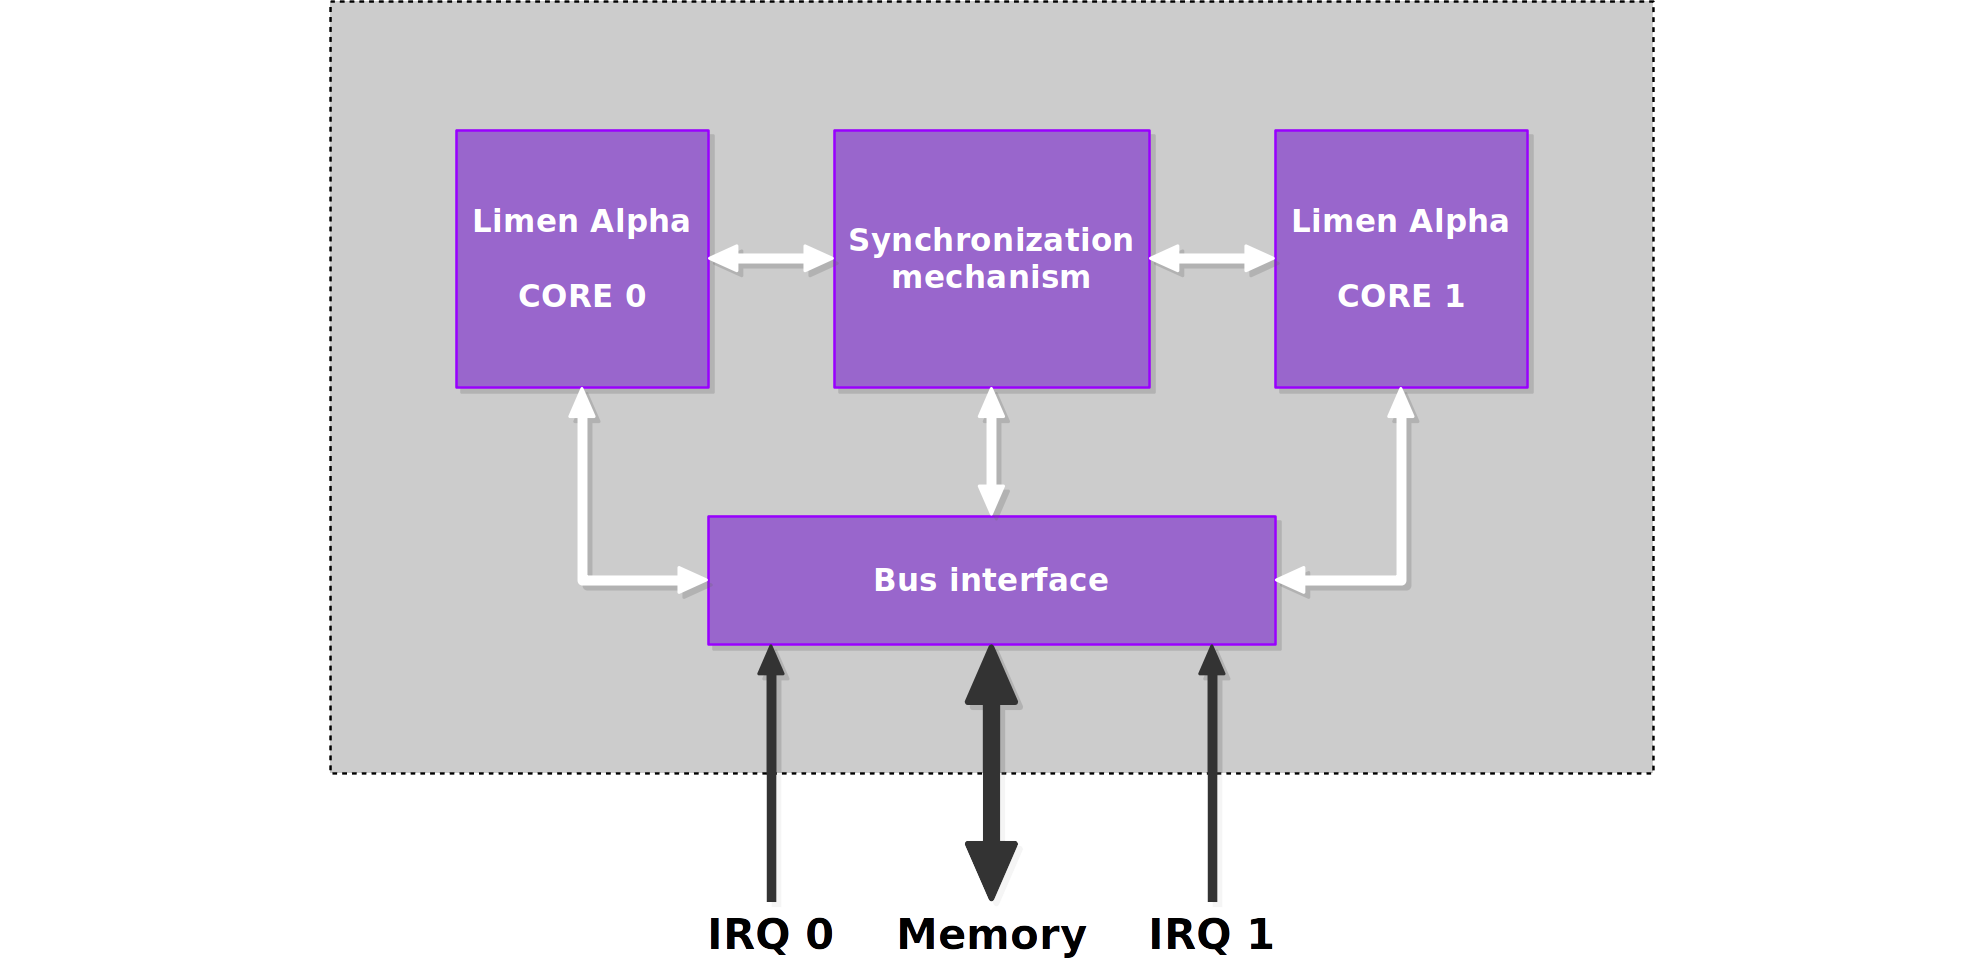 Limen Alpha
CORE 0
Synchronization
mechanism
Limen Alpha
CORE 1
Bus interface
IRQ 0
Memory
IRQ 1